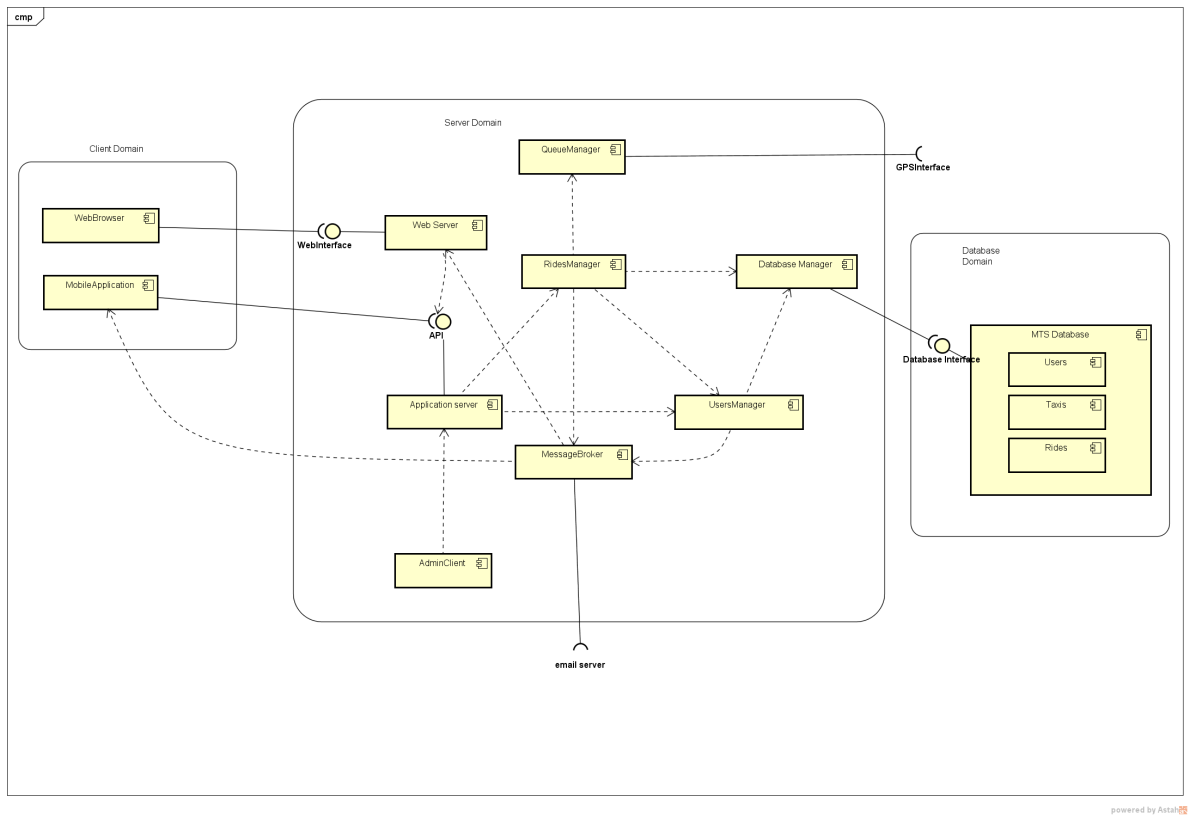 cmp
Server Domain
Client Domain
QueueManager
GPSInterface
WebBrowser
WebInterface
Web Server
Database
Domain
MobileApplication
RidesManager
Database Manager
API
MTS Database
Database Interface
Users
Application server
UsersManager
Taxis
MessageBroker
Rides
AdminClient
email server
powered by Astah